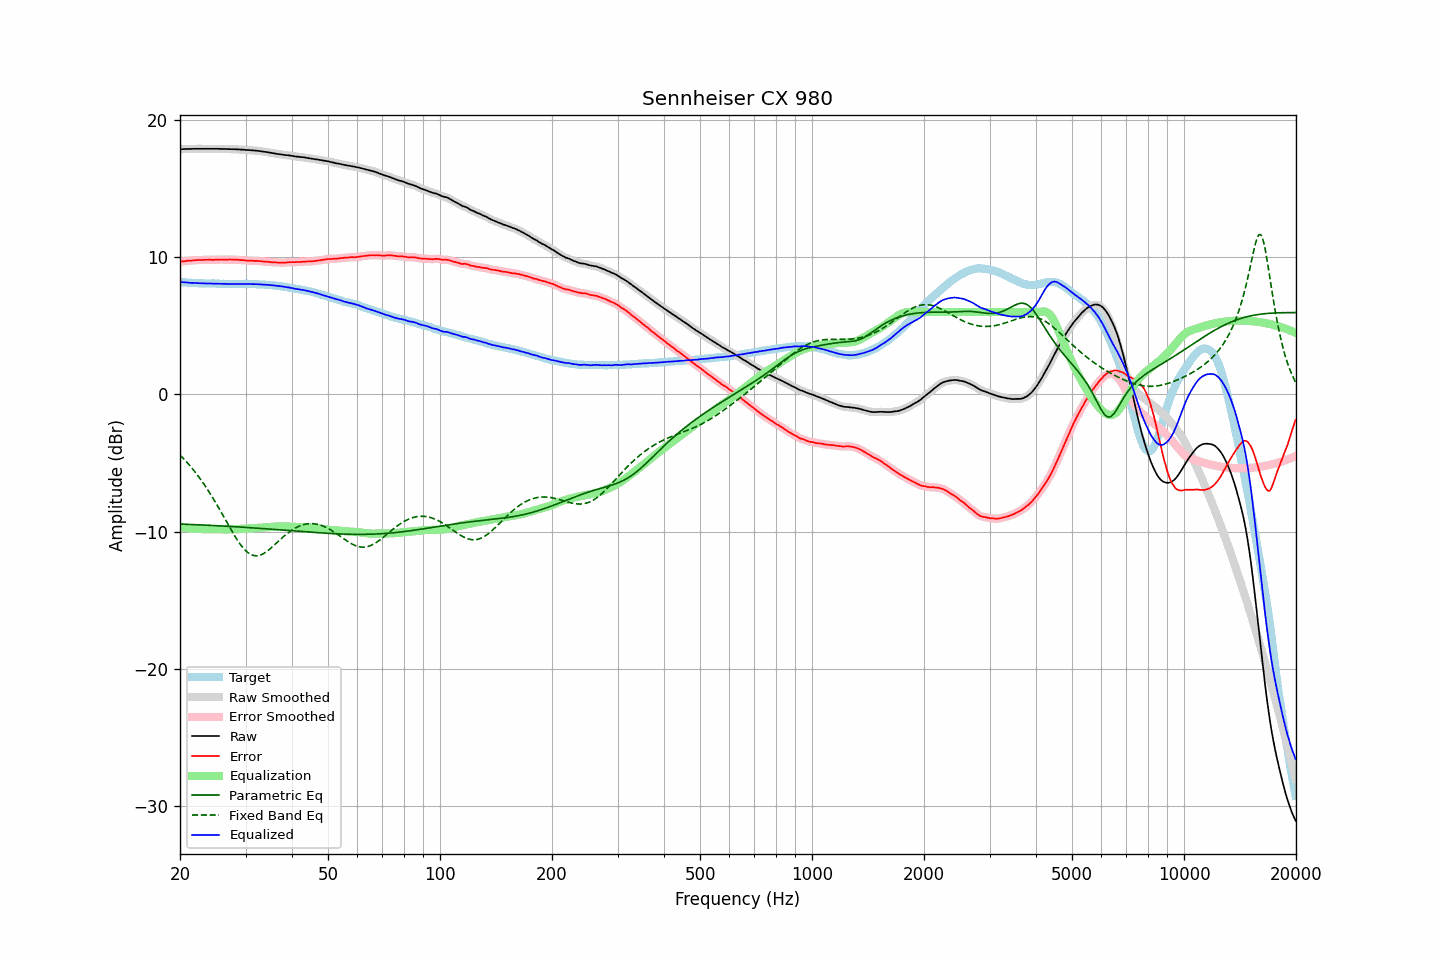 Sennheiser CX 980
Amplitude (dBr)
20
10
0
−10
−20
−30
Target
Raw Smoothed
Error Smoothed
Raw
Error
Equalization
Parametric Eq
Fixed Band Eq
Equalized
20 50 100 200 500 1000 2000 5000 10000 20000
Frequency (Hz)